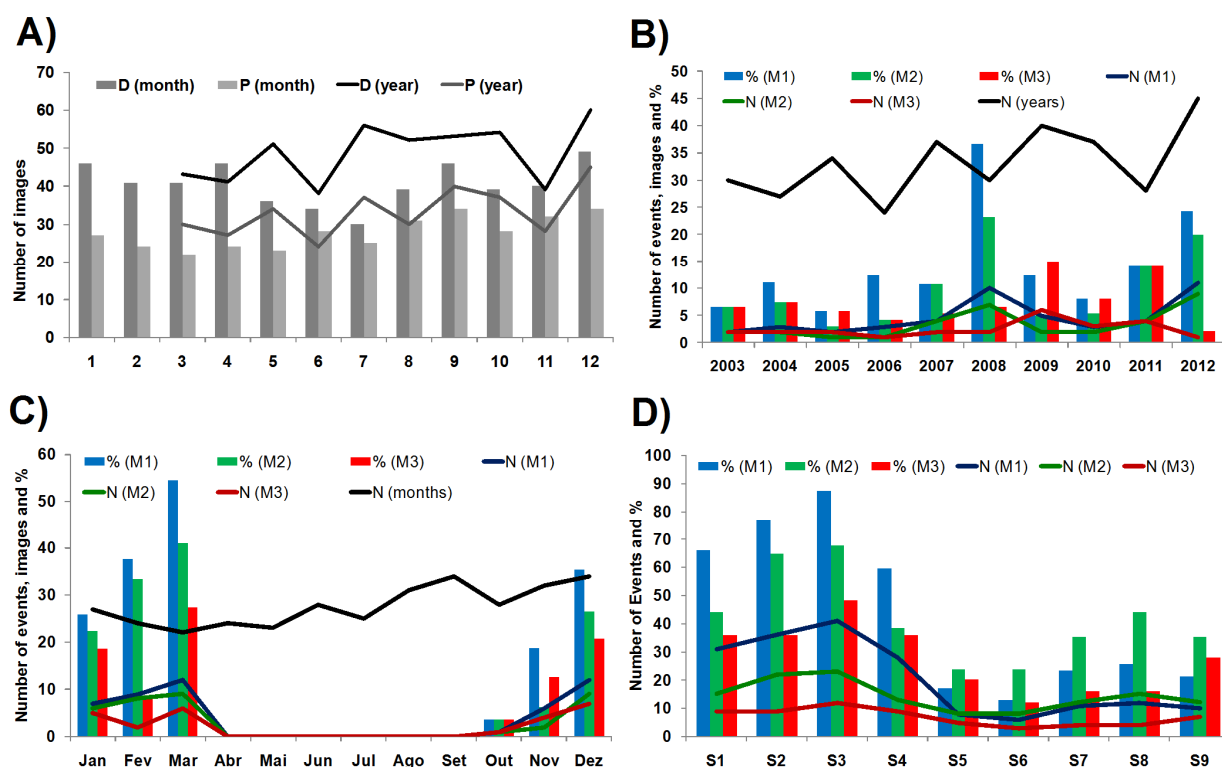 A)
Number of images
70
60
50
40
30
20
10
0
D (month) P (month) D (year) P (year)
1 2 3 4 5 6 7 8 9 10 11 12
B)
Number of events, images and %
50
45
40
35
30
25
20
15
10
5
0
% (M1) % (M2) % (M3) N (M1)
N (M2) N (M3) N (years)
2003 2004 2005 2006 2007 2008 2009 2010 2011 2012
C)
Number of events, images and %
60
50
40
30
20
10
0
% (M1) % (M2) % (M3) N (M1)
N (M2) N (M3) N (months)
Jan Fev Mar Abr Mai Jun Jul Ago Set Out Nov Dez
D)
Number of Events and %
100
90
80
70
60
50
40
30
20
10
0
% (M1) % (M2) % (M3) N (M1) N (M2) N (M3)
S1 S2 S3 S4 S5 S6 S7 S8 S9